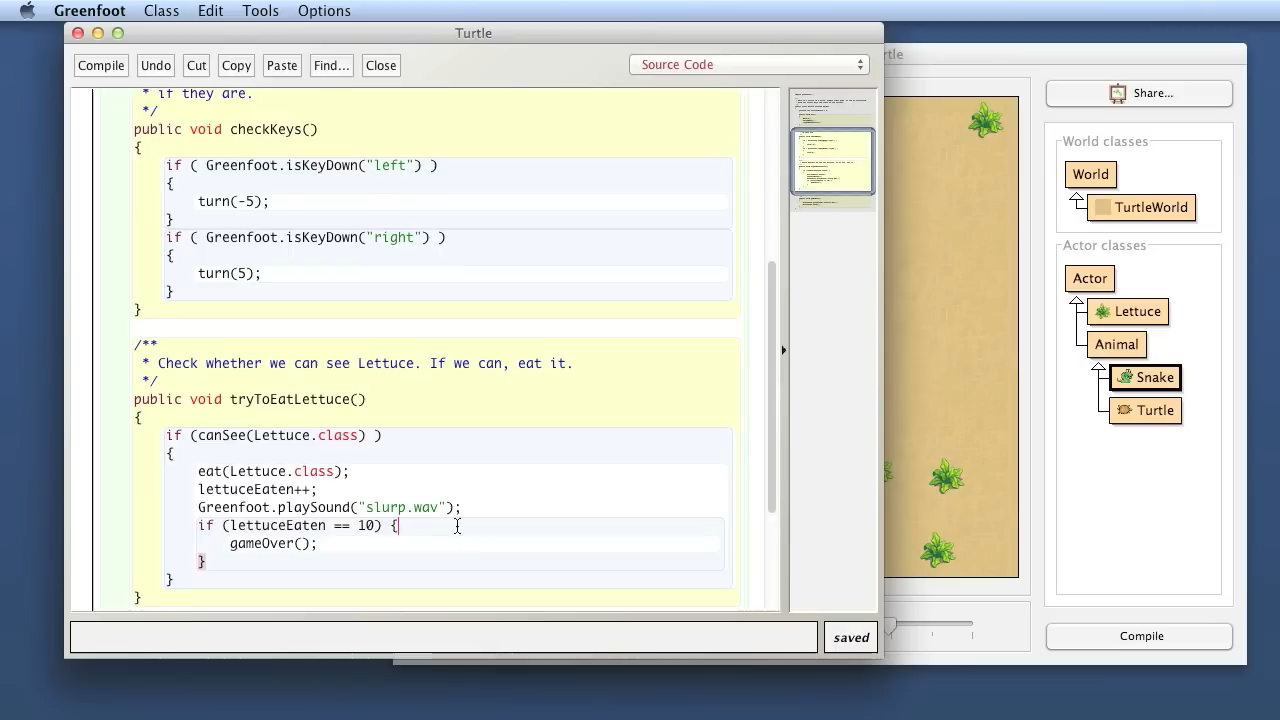 Greenfoot Class Edit Tools Options
Turtle
Compile Undo Cut Copy Paste Find... Close Source Code
* if they are.
*/
public void checkKeys()
{
if ( Greenfoot.isKeyDown("left") )
{
turn(-5);
}
if ( Greenfoot.isKeyDown("right") )
{
turn(5);
}
}
/**
* Check whether we can see Lettuce. If we can, eat it.
*/
public void tryToEatLettuce()
{
if (canSee(Lettuce.class) )
{
eat(Lettuce.class);
lettuceEaten++;
Greenfoot.playSound("slurp.wav");
if (lettuceEaten == 10) {
gameOver();
}
}
}
saved
Share...
World classes
World
TurtleWorld
Actor classes
Actor
Lettuce
Animal
Snake
Turtle
Compile